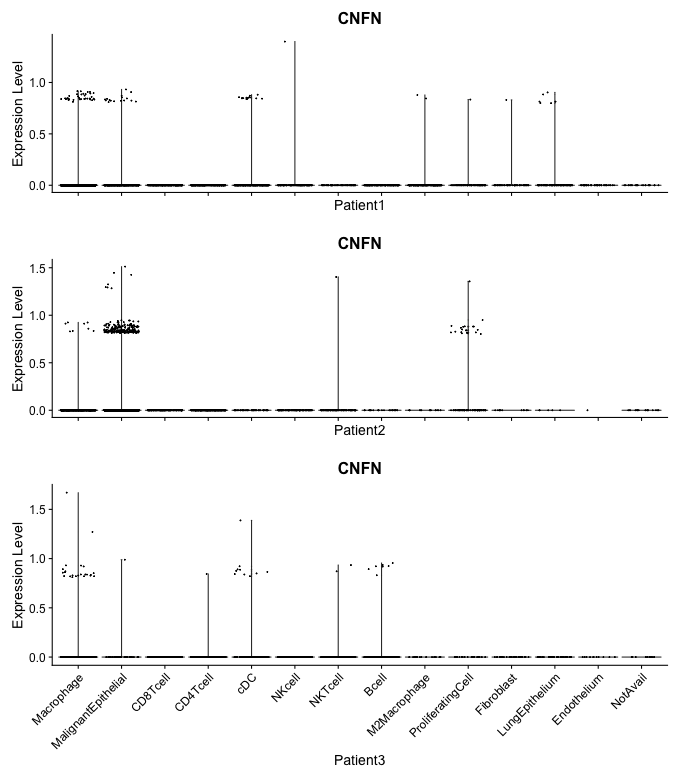 CNFN
Expression Level
1.0
0.5
0.0
Patient1
CNFN
Expression Level
1.5
1.0
0.5
0.0
Patient2
CNFN
Expression Level
1.5
1.0
0.5
0.0
Macrophage
MalignantEpithelial
CD8Tcell
CD4Tcell
cDC
NKcell
NKTcell
Bcell
M2Macrophage
ProliferatingCell
Fibroblast
LungEpithelium
Endothelium
NotAvail
Patient3